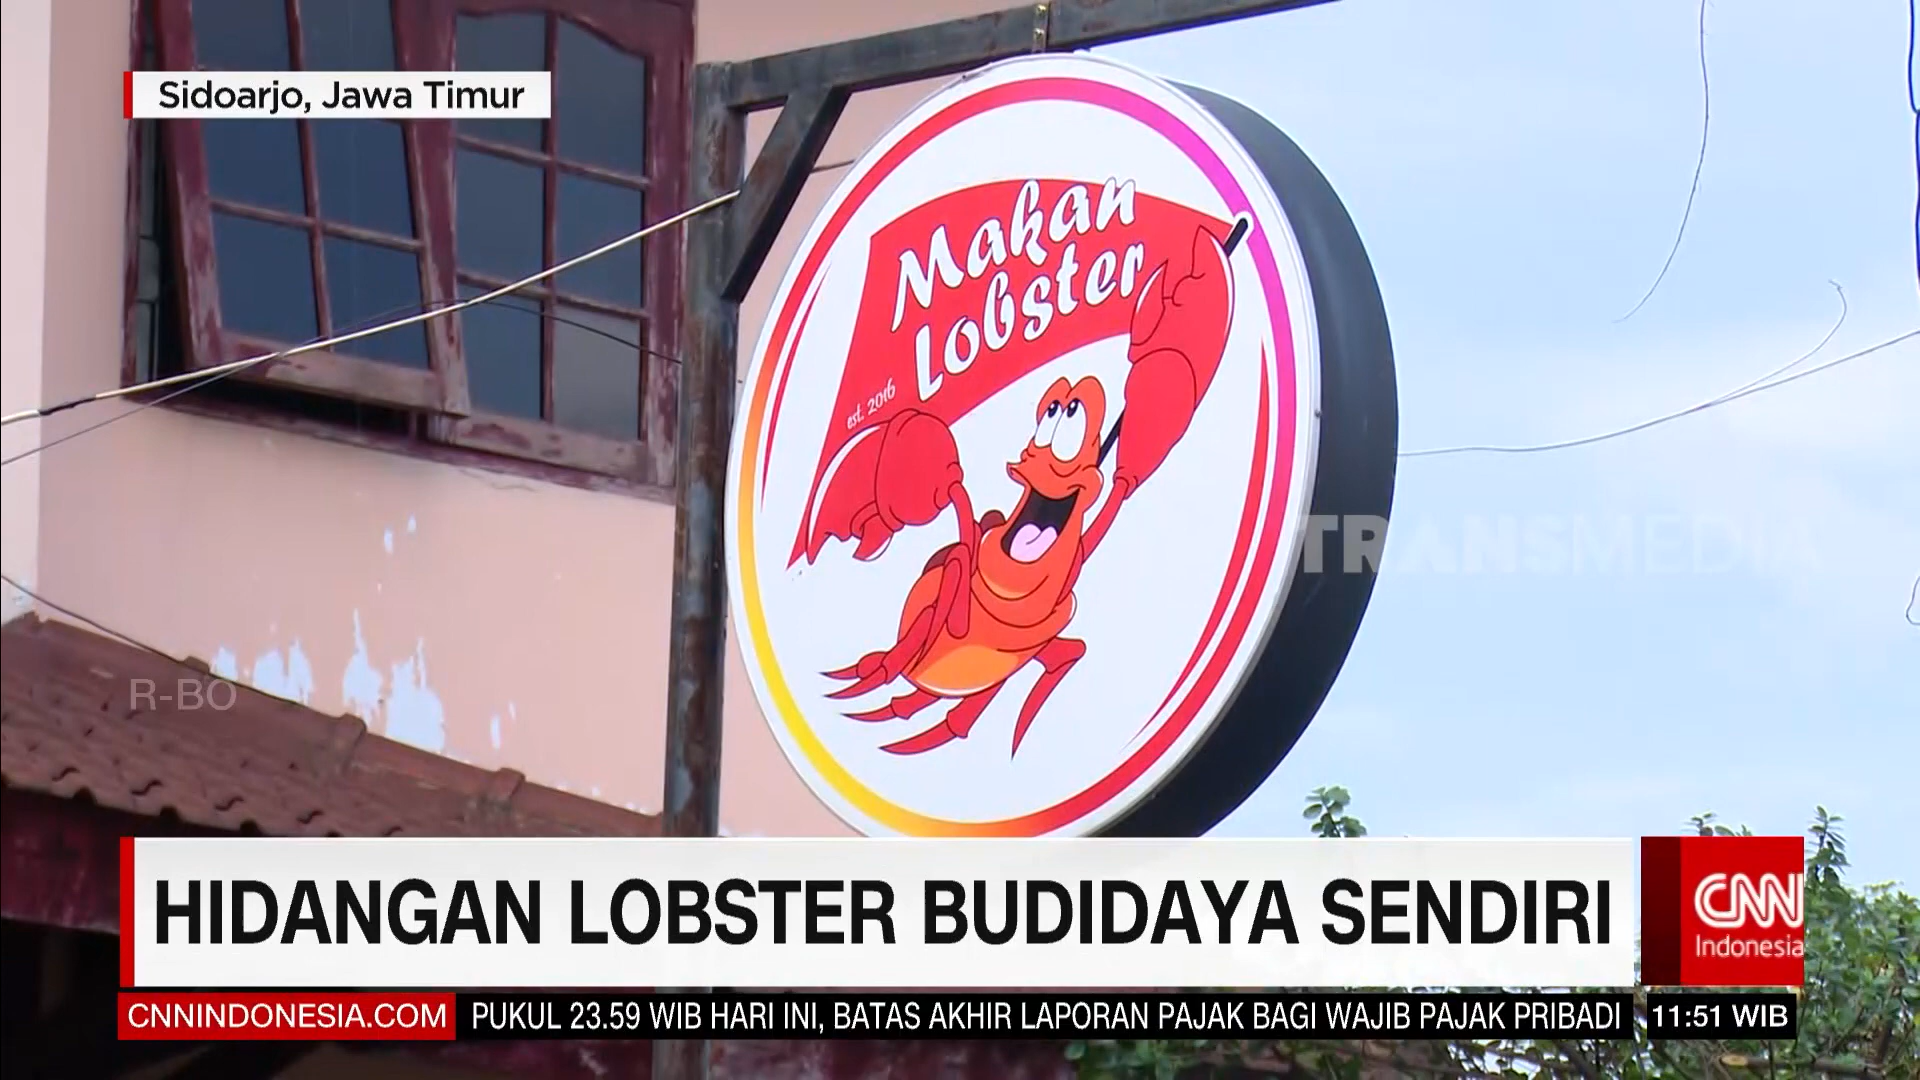 Sidoarjo, Jawa Timur
Makan
Lobster
est. 2016
TRANSMEDIA
R-BO
HIDANGAN LOBSTER BUDIDAYA SENDIRI
CNN
Indonesia
CNNINDONESIA.COM
PUKUL 23.59 WIB HARI INI, BATAS AKHIR LAPORAN PAJAK BAGI WAJIB PAJAK PRIBADI
11:51 WIB